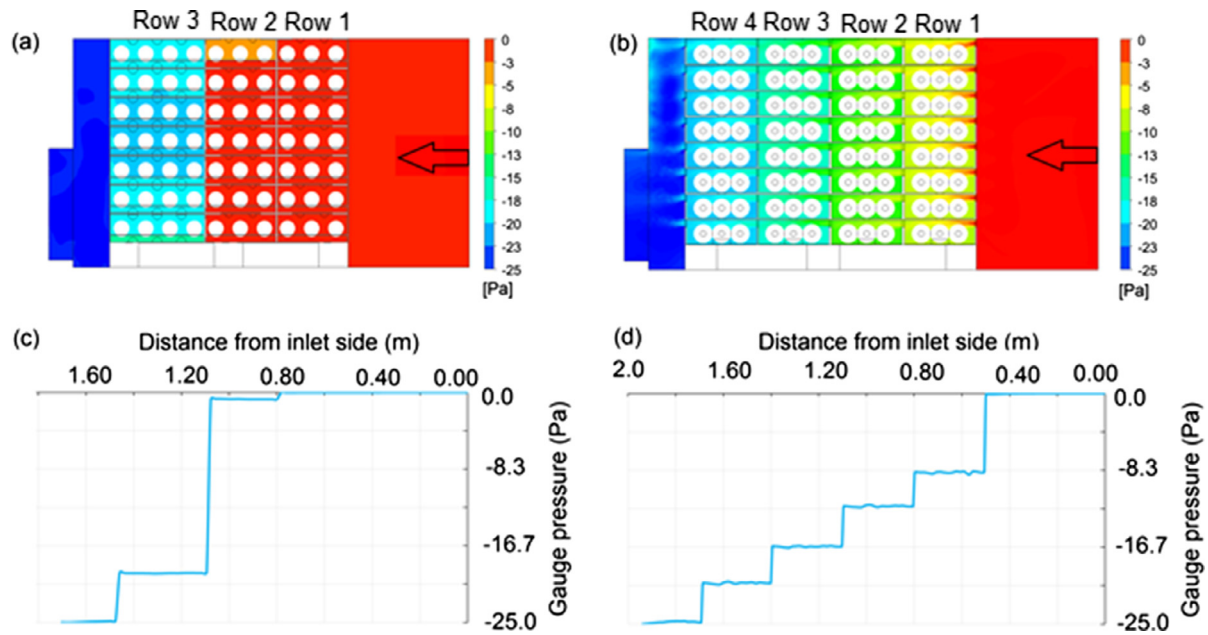 Row 3 Row 2 Row 1
(a)
0
-3
-5
-8
-10
-13
-15
-18
-20
-23
-25
[Pa]
Row 4 Row 3 Row 2 Row 1
(b)
0
-3
-5
-8
-10
-13
-15
-18
-20
-23
-25
[Pa]
(c)
Distance from inlet side (m)
1.60 1.20 0.80 0.40 0.00
0.0
-8.3
-16.7
-25.0
Gauge pressure (Pa)
(d)
Distance from inlet side (m)
2.0 1.60 1.20 0.80 0.40 0.00
0.0
-8.3
-16.7
-25.0
Gauge pressure (Pa)